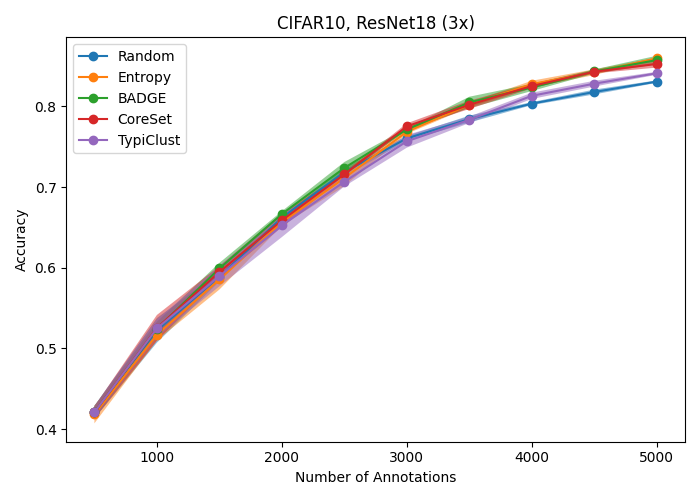 CIFAR10, ResNet18 (3x)
Random
Entropy
BADGE
CoreSet
TypiClust
Accuracy
0.8
0.7
0.6
0.5
0.4
1000 2000 3000 4000 5000
Number of Annotations